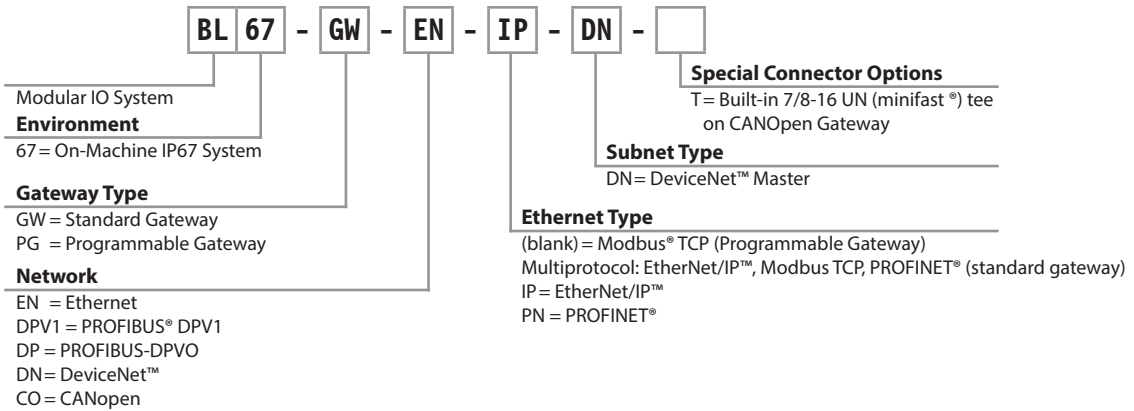 BL 67 - GW - EN - IP - DN -
Modular IO System
Environment
67 = On-Machine IP67 System
Gateway Type
GW = Standard Gateway
PG = Programmable Gateway
Network
EN = Ethernet
DPV1 = PROFIBUS® DPV1
DP = PROFIBUS-DPVO
DN = DeviceNet™
CO = CANopen
Special Connector Options
T = Built-in 7/8-16 UN (minifast ®) tee
on CANOpen Gateway
Subnet Type
DN = DeviceNet™ Master
Ethernet Type
(blank) = Modbus® TCP (Programmable Gateway)
Multiprotocol: EtherNet/IP™, Modbus TCP, PROFINET® (standard gateway)
IP = EtherNet/IP™
PN = PROFINET®